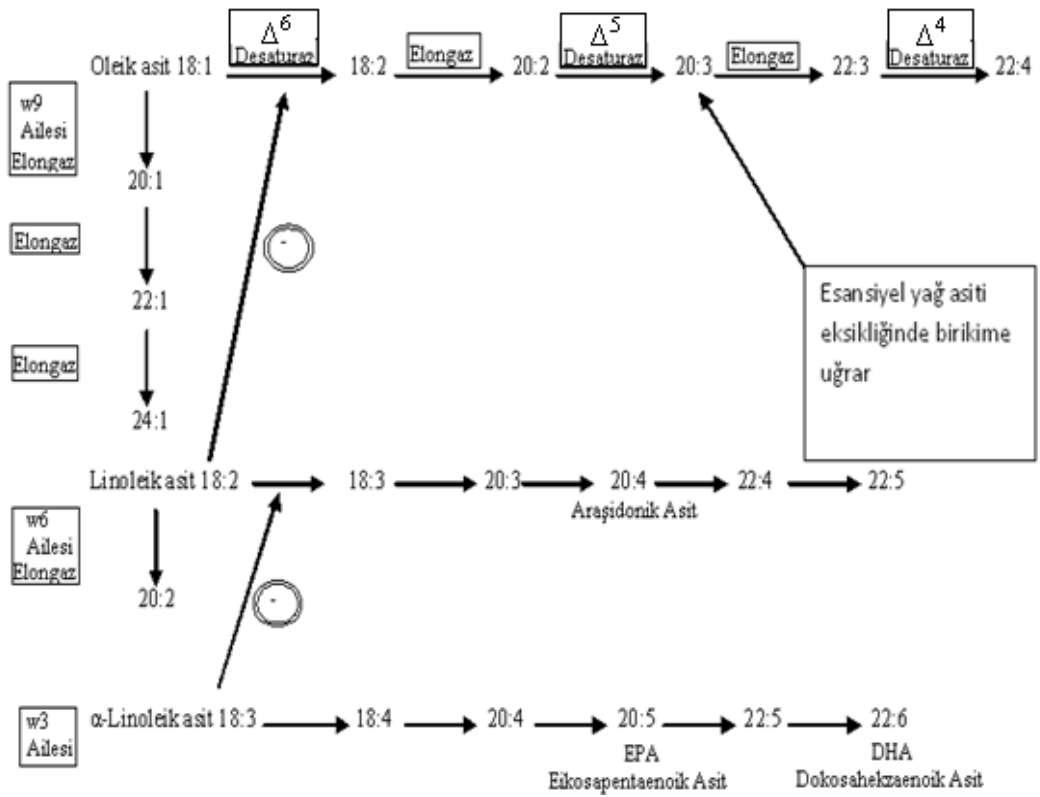 Δ6
Desaturaz
Elongaz
Δ5
Desaturaz
Elongaz
Δ4
Desaturaz
Oleik asit 18:1
18:2
20:2
20:3
22:3
22:4
w9
Ailesi
Elongaz
20:1
Elongaz
22:1
Elongaz
24:1
-
Esansiyel yağ asiti
eksikliğinde birikime
uğrar
Linoleik asit 18:2
18:3
20:3
20:4
22:4
22:5
Araşidonik Asit
w6
Ailesi
Elongaz
20:2
-
w3
Ailesi
α-Linoleik asit 18:3
18:4
20:4
20:5
22:5
22:6
EPA
DHA
Eikosapentaenoik Asit
Dokosahekzaenoik Asit